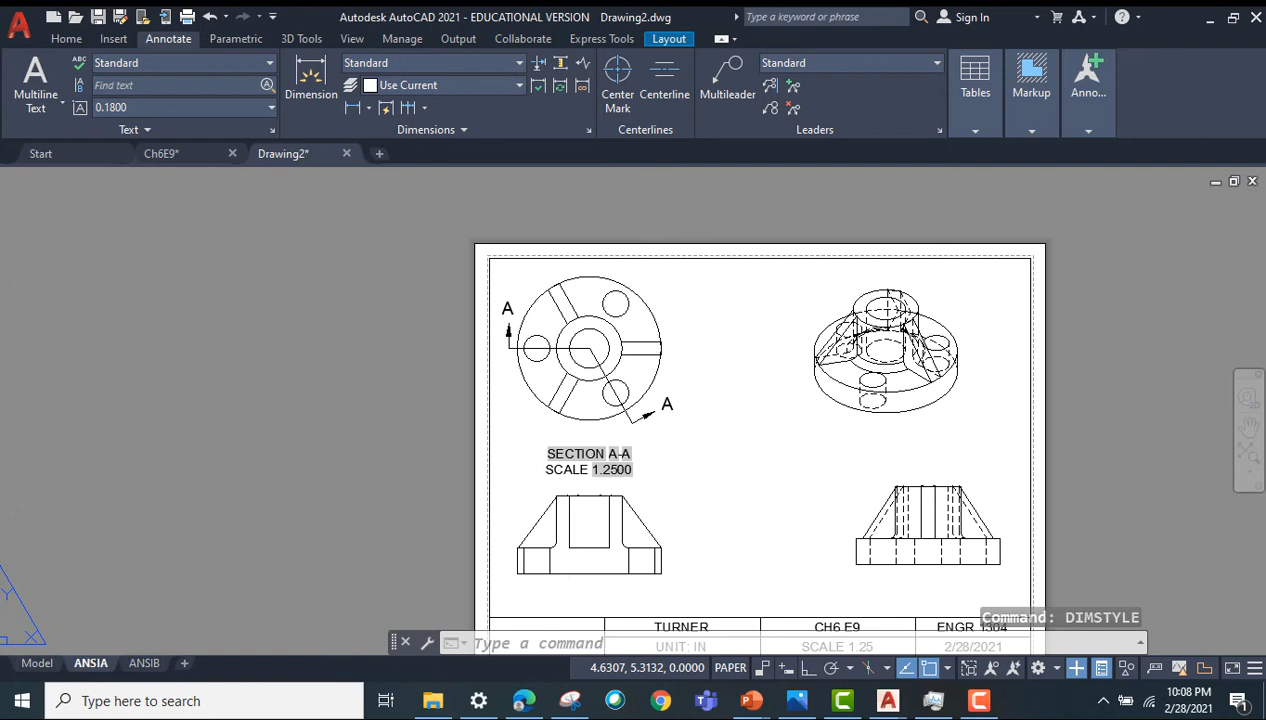 Autodesk AutoCAD 2021 - EDUCATIONAL VERSION Drawing2.dwg
Type a keyword or phrase
Sign In
Home Insert Annotate Parametric 3D Tools View Manage Output Collaborate Express Tools Layout
Multiline Text
ABC
Standard
Find text
A
0.1800
Text
Dimension
Standard
Use Current
Dimensions
Center Mark
Centerline
Centerlines
Multileader
Standard
Leaders
Tables
Markup
Anno...
Start
Ch6E9*
Drawing2*
A
A
SECTION A-A
SCALE 1.2500
Y
X
TURNER CH6 E9 ENGR 1304
UNIT: IN SCALE 1.25 2/28/2021
Command: DIMSTYLE
Type a command
Model ANSIA ANSIB
4.6307, 5.3132, 0.0000 PAPER
Type here to search
10:08 PM
2/28/2021
1